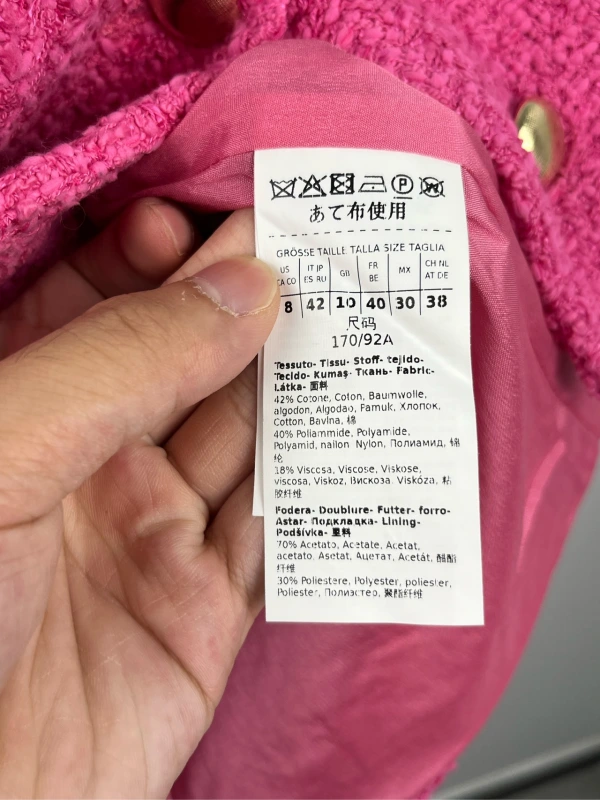 P W
あて布使用
GRÖSSE TAILLE TALLA SIZE TAGLIA
US IT JP GB FR MX CH NL
CA CO ES RU BE AT DE
8 42 10 40 30 38
尺码
170/92A
Tessuto- Tissu- Stoff- tejido-
Tecido- Kumaş- Ткань- Fabric-
Látka- 面料
42% Cotone, Coton, Baumwolle,
algodon, Algodao, Pamuk, Хлопок,
Cotton, Bavlna, 棉
40% Poliammide, Polyamide,
Polyamid, nailon Nylon, Полиамид, 锦
纶
18% Viscosa, Viscose, Viskose,
viscosa, Viskoz, Вискоза, Viskóza, 粘
胶纤维
Fodera- Doublure- Futter- forro-
Astar- Подкладка- Lining-
Podšívka- 里料
70% Acetato, Acetate, Acetat,
acetato, Asetat, Ацетат, Acetát, 醋酯
纤维
30% Poliestere, Polyester, poliester,
Poliester, Полиэстер, 聚酯纤维